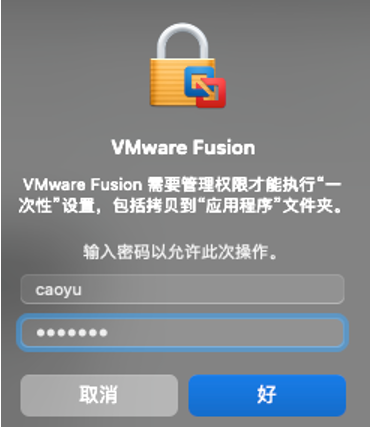 VMware Fusion
VMware Fusion 需要管理权限才能执行“一
次性”设置，包括拷贝到“应用程序”文件夹。
输入密码以允许此次操作。
caoyu
•••••••
取消
好